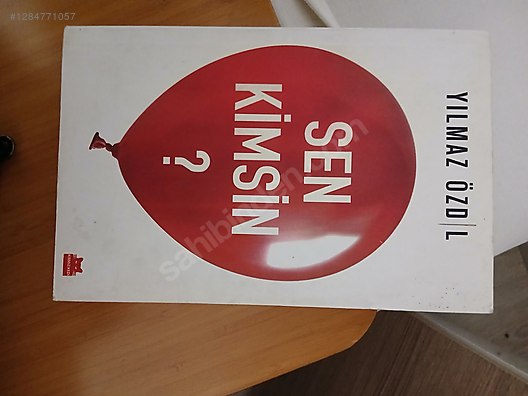 #1284771057
YILMAZ ÖZDİL
SEN
KİMSİN
?
sahibinden.com